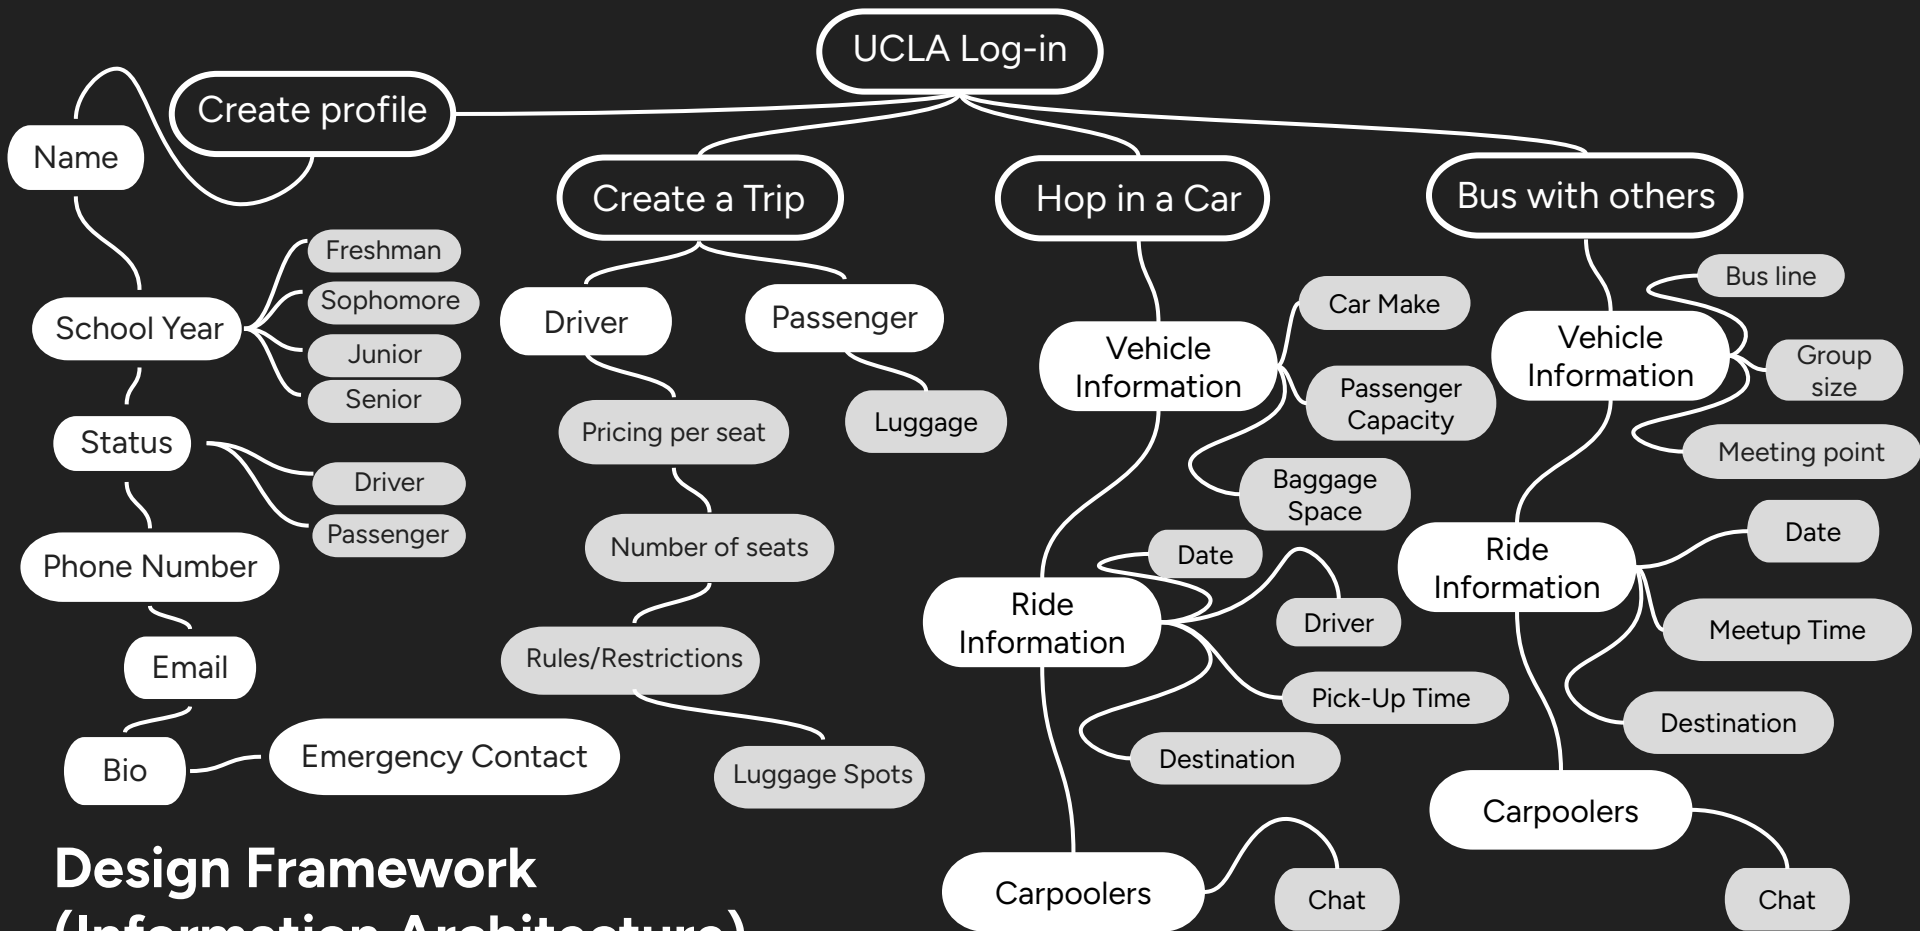 UCLA Log-in
Create profile
Name
School Year
Freshman
Sophomore
Junior
Senior
Status
Driver
Passenger
Phone Number
Email
Bio
Emergency Contact
Create a Trip
Driver
Pricing per seat
Number of seats
Rules/Restrictions
Luggage Spots
Passenger
Luggage
Hop in a Car
Vehicle
Information
Car Make
Passenger
Capacity
Baggage
Space
Ride
Information
Date
Driver
Pick-Up Time
Destination
Carpoolers
Chat
Bus with others
Vehicle
Information
Bus line
Group
size
Meeting point
Ride
Information
Date
Meetup Time
Destination
Carpoolers
Chat
Design Framework
(Information Architecture)